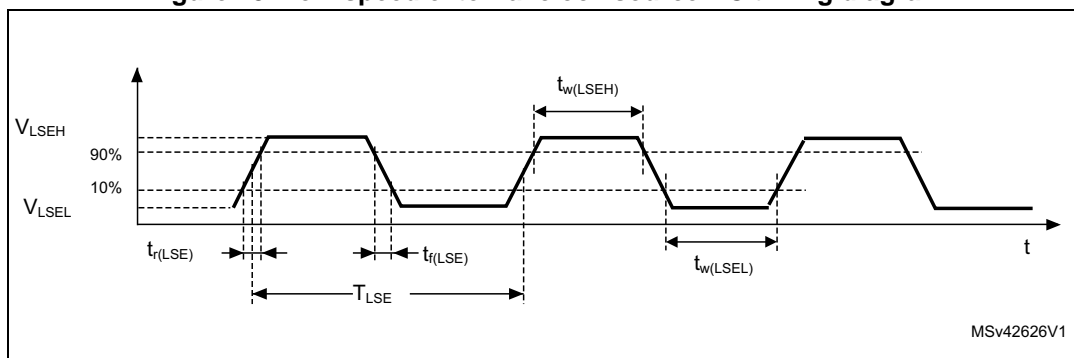 V_LSEH
90%
10%
V_LSEL
t_r(LSE)
t_f(LSE)
T_LSE
t_w(LSEH)
t_w(LSEL)
t
MSv42626V1